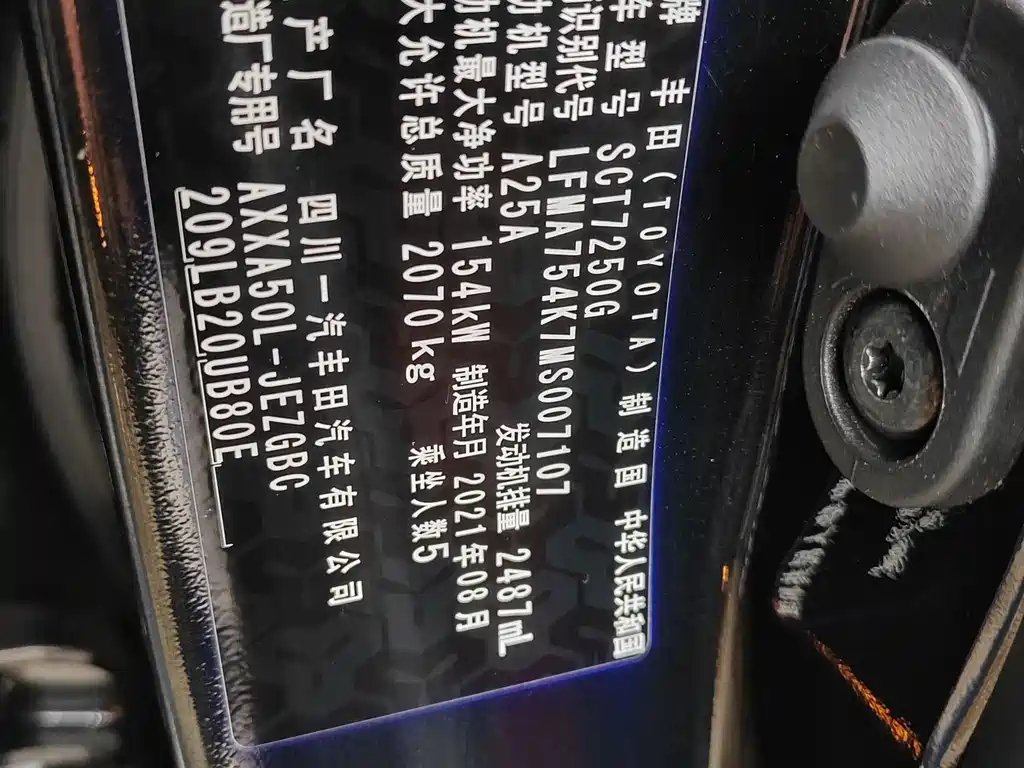 牌 丰田(TOYOTA) 制造国 中华人民共和国
车型号 SGT7250G
识别代号 LFMA754K7MS007107
动机型号 A25A 发动机排量 2487mL
动机最大净功率 154kW 制造年月 2021年08月
大允许总质量 2070kg 乘坐人数5
产厂名 四川一汽丰田汽车有限公司
造厂专用号 AXXA50L-JEZGBC
209LB20UB80E